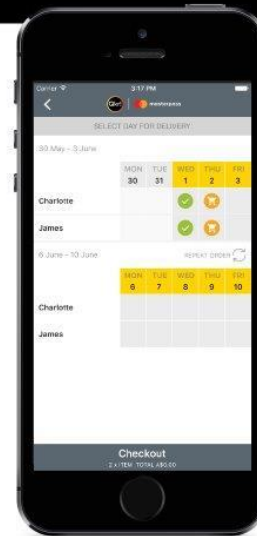 Carrier 3:17 PM
Qkr! masterpass
SELECT DAY FOR DELIVERY
30 May - 3 June
MON TUE WED THU FRI
30 31 1 2 3
Charlotte
James
6 June - 10 June REPEAT ORDER
MON TUE WED THU FRI
6 7 8 9 10
Charlotte
James
Checkout
2 x ITEM TOTAL A$0.00